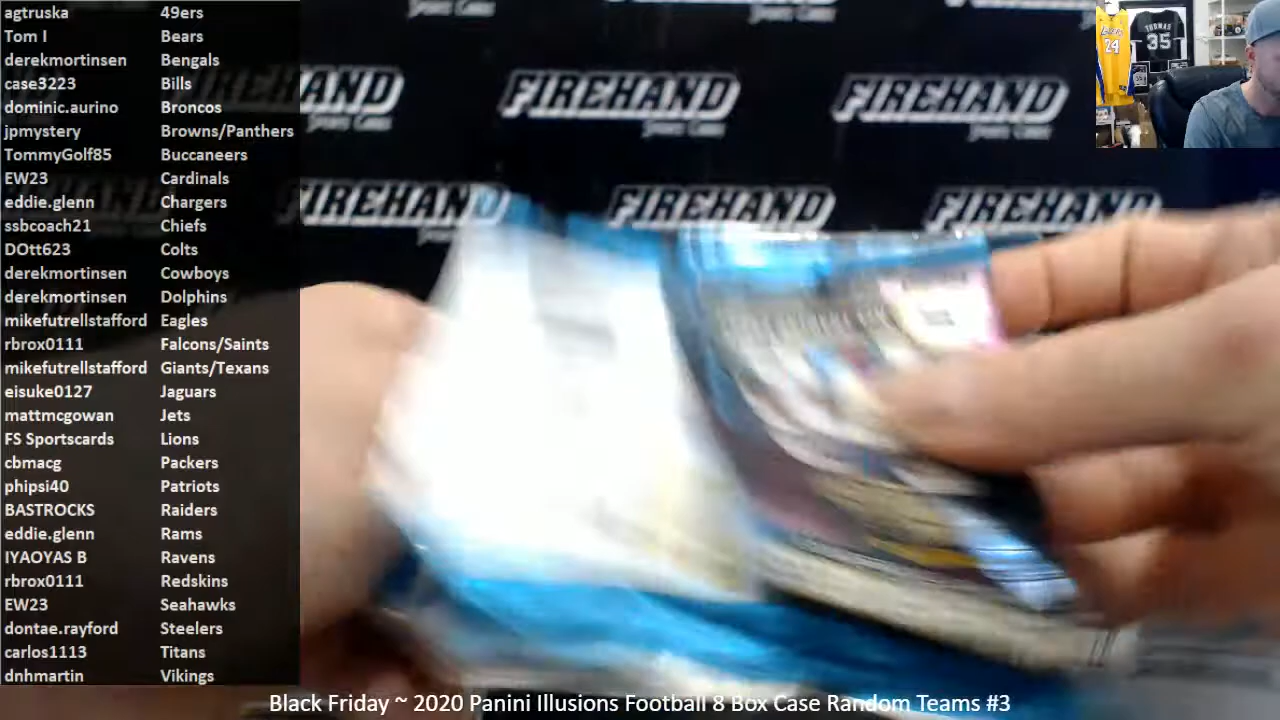 agtruska 49ers
Tom I Bears
derekmortinsen Bengals
case3223 Bills
dominic.aurino Broncos
jpmystery Browns/Panthers
TommyGolf85 Buccaneers
EW23 Cardinals
eddie.glenn Chargers
ssbcoach21 Chiefs
DOtt623 Colts
derekmortinsen Cowboys
derekmortinsen Dolphins
mikefutrellstafford Eagles
rbrox0111 Falcons/Saints
mikefutrellstafford Giants/Texans
eisuke0127 Jaguars
mattmcgowan Jets
FS Sportscards Lions
cbmacg Packers
phipsi40 Patriots
BASTROCKS Raiders
eddie.glenn Rams
IYAOYAS B Ravens
rbrox0111 Redskins
EW23 Seahawks
dontae.rayford Steelers
carlos1113 Titans
dnhmartin Vikings
FIREHAND FIREHAND
FIREHAND FIREHAND FIREHAND
24
THOMAS
35
Black Friday ~ 2020 Panini Illusions Football 8 Box Case Random Teams #3